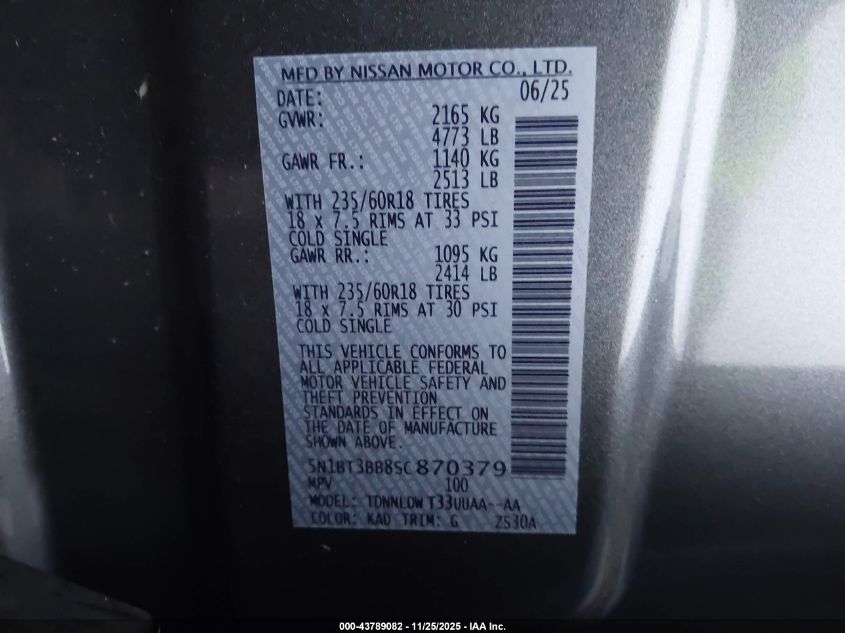 MFD BY NISSAN MOTOR CO., LTD.
DATE: 06/25
GVWR: 2165 KG
4773 LB
GAWR FR.: 1140 KG
2513 LB
WITH 235/60R18 TIRES
18 x 7.5 RIMS AT 33 PSI
COLD SINGLE
GAWR RR.: 1095 KG
2414 LB
WITH 235/60R18 TIRES
18 x 7.5 RIMS AT 30 PSI
COLD SINGLE
THIS VEHICLE CONFORMS TO
ALL APPLICABLE FEDERAL
MOTOR VEHICLE SAFETY AND
THEFT PREVENTION
STANDARDS IN EFFECT ON
THE DATE OF MANUFACTURE
SHOWN ABOVE.
5N1BT3BB8SC870379
MPV 100
MODEL: TDNNLDW T33UUAA--AA
COLOR: KAD TRIM: G ZS30A
000-43789082 - 11/25/2025 - IAA Inc.